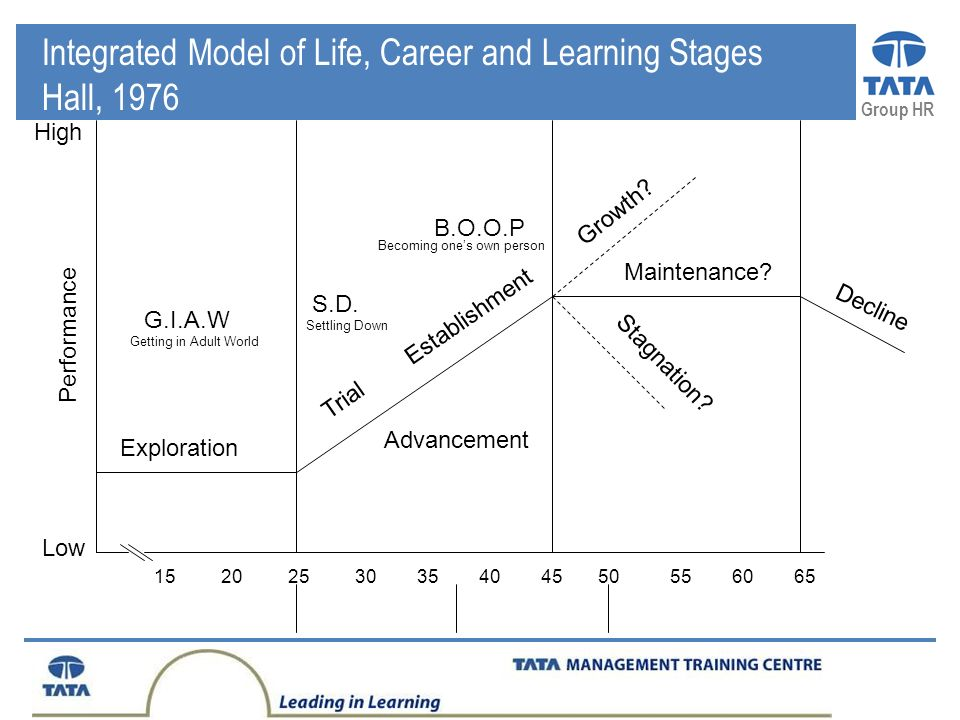 Integrated Model of Life, Career and Learning Stages
Hall, 1976
TATA
Group HR
High
Growth?
B.O.O.P
Becoming one's own person
Maintenance?
Performance
S.D.
Settling Down
Establishment
Decline
G.I.A.W
Getting in Adult World
Stagnation?
Trial
Exploration
Advancement
Low
15 20 25 30 35 40 45 50 55 60 65
TATA
Leading in Learning
TATA MANAGEMENT TRAINING CENTRE